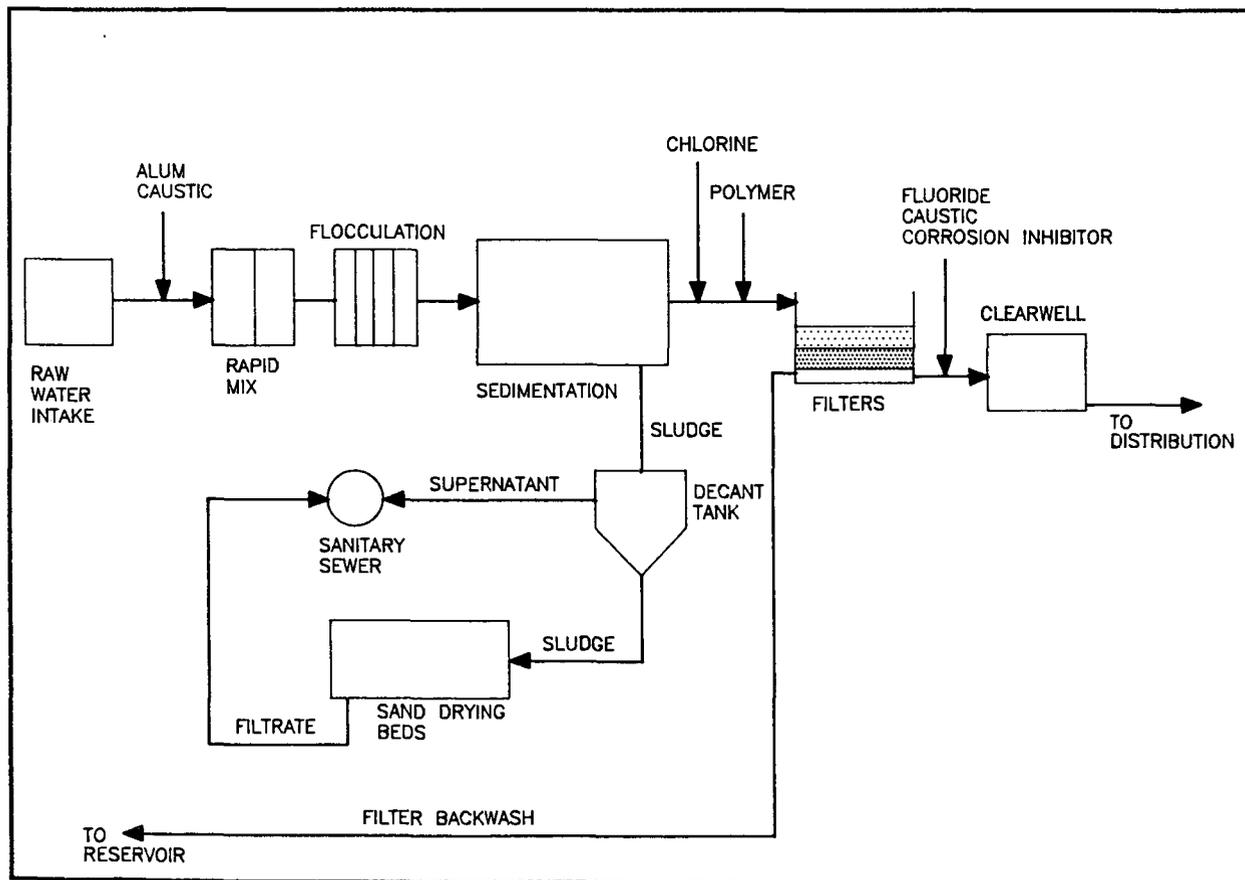 ALUM
CAUSTIC
CHLORINE
POLYMER
FLUORIDE
CAUSTIC
CORROSION INHIBITOR
FLOCCULATION
CLEARWELL
RAW
WATER
INTAKE
RAPID
MIX
SEDIMENTATION
FILTERS
TO
DISTRIBUTION
SLUDGE
SUPERNATANT
DECANT
TANK
SANITARY
SEWER
SLUDGE
SAND DRYING
BEDS
FILTRATE
FILTER BACKWASH
TO
RESERVOIR